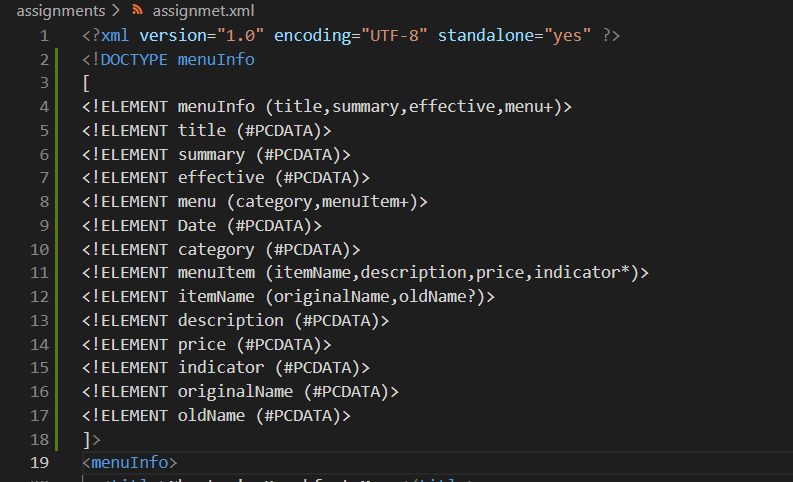 assignments > assignmet.xml
1 <?xml version="1.0" encoding="UTF-8" standalone="yes" ?>
2 <!DOCTYPE menuInfo
3 [
4 <!ELEMENT menuInfo (title,summary,effective,menu+)>
5 <!ELEMENT title (#PCDATA)>
6 <!ELEMENT summary (#PCDATA)>
7 <!ELEMENT effective (#PCDATA)>
8 <!ELEMENT menu (category,menuItem+)>
9 <!ELEMENT Date (#PCDATA)>
10 <!ELEMENT category (#PCDATA)>
11 <!ELEMENT menuItem (itemName,description,price,indicator*)>
12 <!ELEMENT itemName (originalName,oldName?)>
13 <!ELEMENT description (#PCDATA)>
14 <!ELEMENT price (#PCDATA)>
15 <!ELEMENT indicator (#PCDATA)>
16 <!ELEMENT originalName (#PCDATA)>
17 <!ELEMENT oldName (#PCDATA)>
18 ]>
19 <menuInfo>